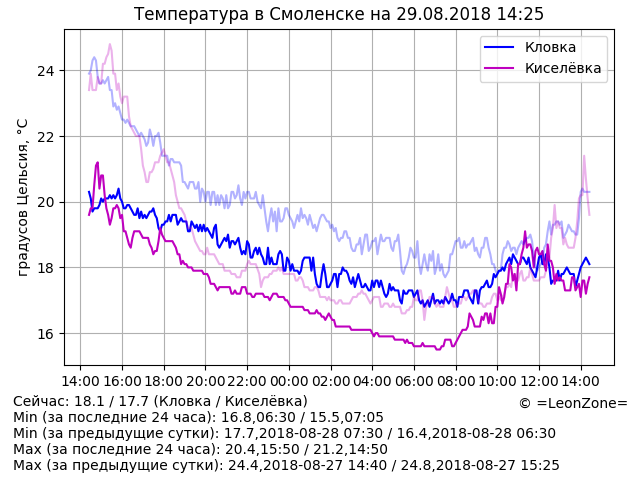 Температура в Смоленске на 29.08.2018 14:25
Кловка
Киселёвка
градусов Цельсия, °C
24
22
20
18
16
14:00 16:00 18:00 20:00 22:00 00:00 02:00 04:00 06:00 08:00 10:00 12:00 14:00
Сейчас: 18.1 / 17.7 (Кловка / Киселёвка)
© =LeonZone=
Min (за последние 24 часа): 16.8,06:30 / 15.5,07:05
Min (за предыдущие сутки): 17.7,2018-08-28 07:30 / 16.4,2018-08-28 06:30
Max (за последние 24 часа): 20.4,15:50 / 21.2,14:50
Max (за предыдущие сутки): 24.4,2018-08-27 14:40 / 24.8,2018-08-27 15:25